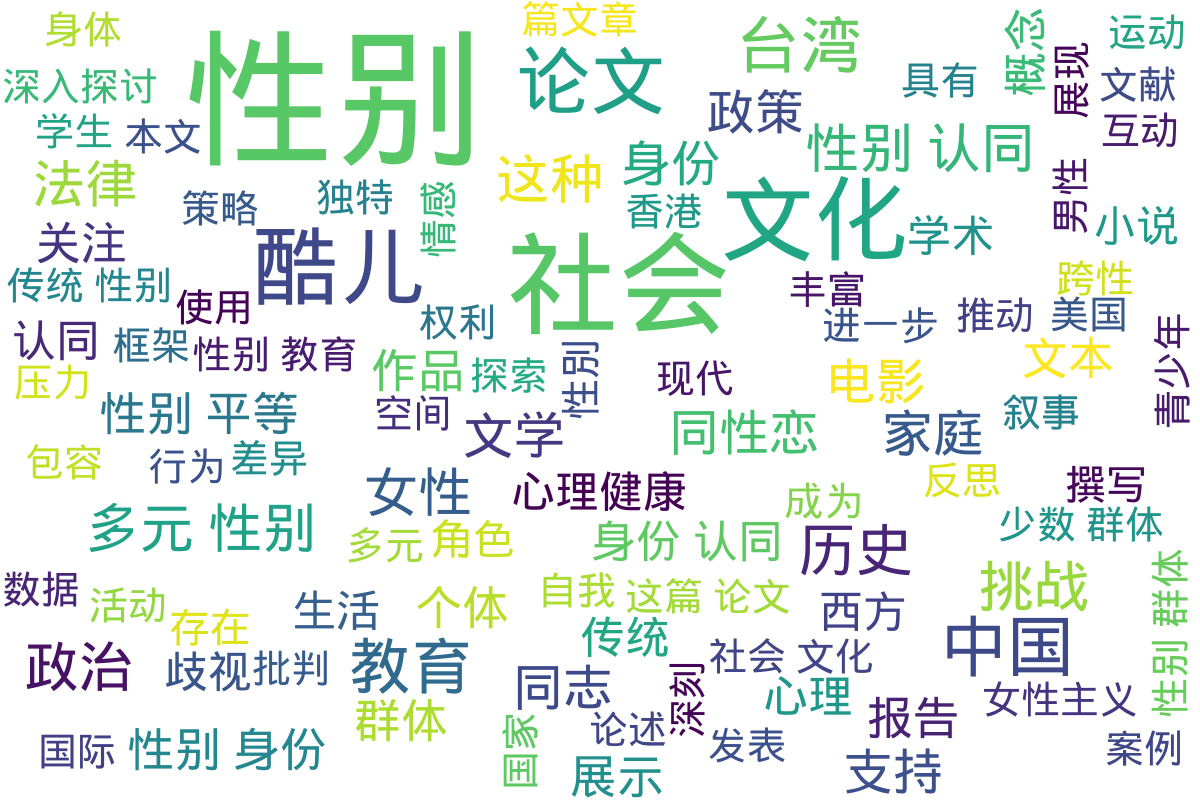 身体
篇文章
台湾
概念
运动
性别
论文
具有
展现
文献
深入探讨
政策
互动
学生
本文
性别 认同
法律
这种
身份
男性
策略
独特
情感
香港
文化
学术
小说
关注
酷儿
社会
跨性
传统 性别
使用
权利
丰富
进一步
推动
美国
青少年
认同
框架
性别 教育
作品
探索
性别
现代
电影
文本
压力
性别 平等
空间
文学
同性恋
家庭
叙事
包容
行为
差异
女性
心理健康
成为
反思
撰写
多元 性别
多元
角色
身份 认同
历史
少数 群体
数据
活动
存在
生活
个体
自我
这篇 论文
西方
挑战
性别 群体
政治
歧视
批判
教育
同志
传统
深刻
社会 文化
中国
心理
女性主义
国际
性别 身份
群体
国家
论述
展示
发表
报告
支持
案例